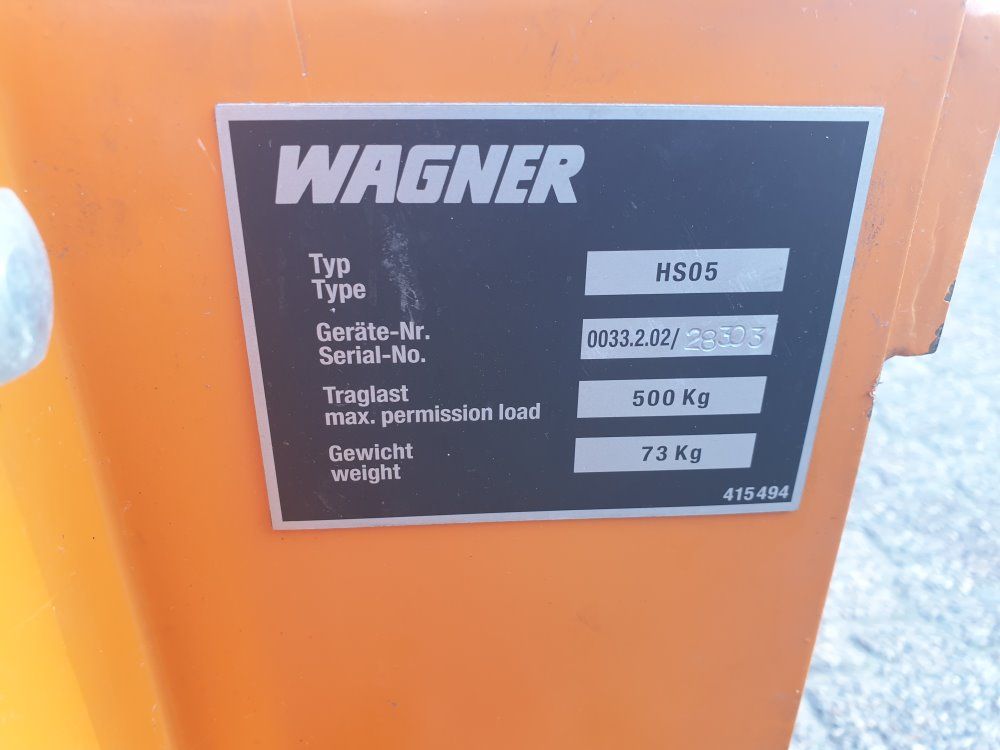 WAGNER
Typ
Type
HS05
Geräte-Nr.
Serial-No.
0033.2.02/28303
Traglast
max. permission load
500 Kg
Gewicht
weight
73 Kg
415494